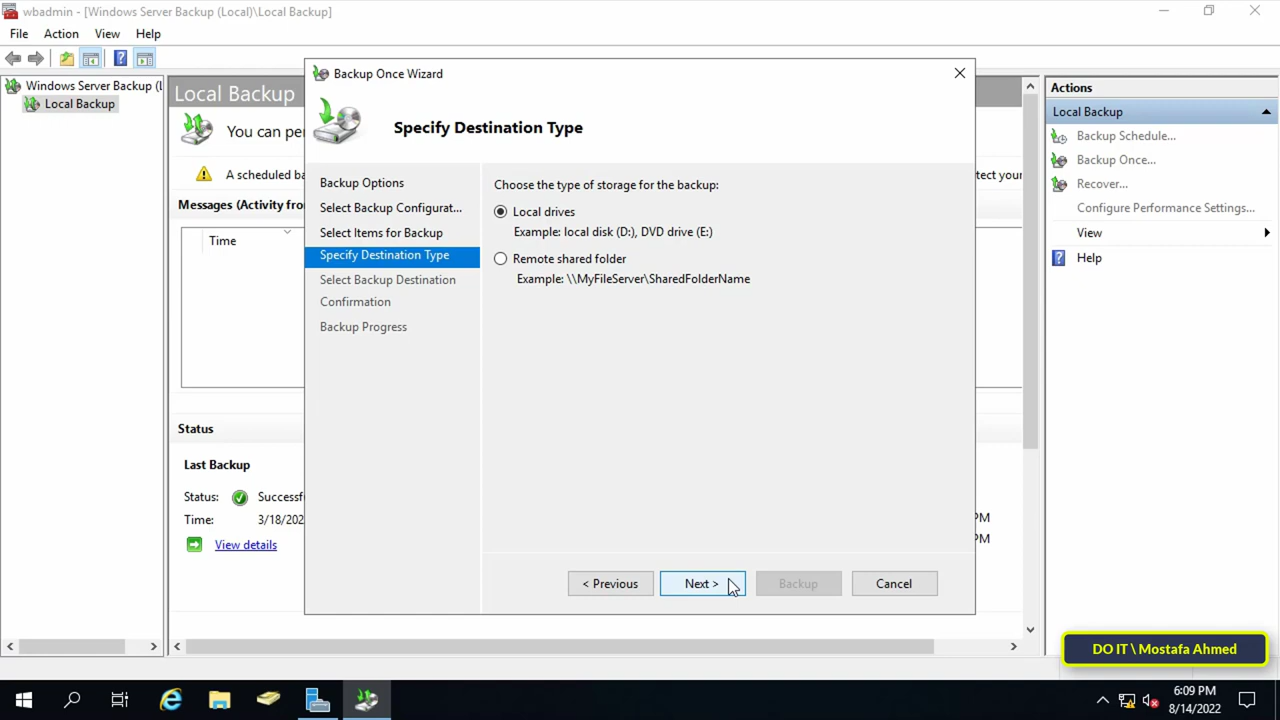 wbadmin - [Windows Server Backup (Local)\Local Backup]
File Action View Help
Windows Server Backup (L
Local Backup
Local Backup
You can per
A scheduled ba
tect your
Messages (Activity from
Time
Status
Last Backup
Status: Successf
Time: 3/18/202
View details
PM
PM
Backup Once Wizard
Specify Destination Type
Backup Options
Select Backup Configurat...
Select Items for Backup
Specify Destination Type
Select Backup Destination
Confirmation
Backup Progress
Choose the type of storage for the backup:
Local drives
Example: local disk (D:), DVD drive (E:)
Remote shared folder
Example: \\MyFileServer\SharedFolderName
< Previous
Next >
Backup
Cancel
Actions
Local Backup
Backup Schedule...
Backup Once...
Recover...
Configure Performance Settings...
View
Help
DO IT \ Mostafa Ahmed
6:09 PM
8/14/2022